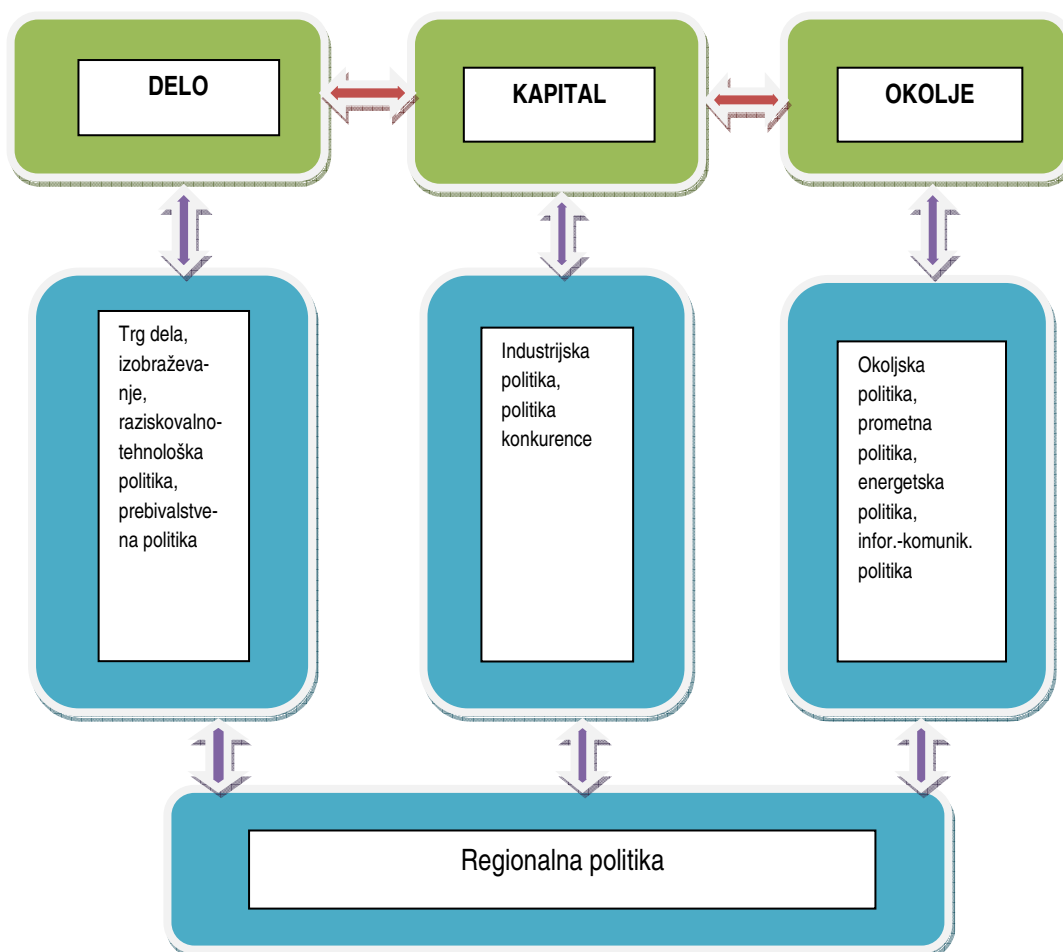 DELO
KAPITAL
OKOLJE
Trg dela,
izobraževa-
nje,
raziskovalno-
tehnološka
politika,
prebivalstve-
na politika
Industrijska
politika,
politika
konkurence
Okoljska
politika,
prometna
politika,
energetska
politika,
infor.-komunik.
politika
Regionalna politika